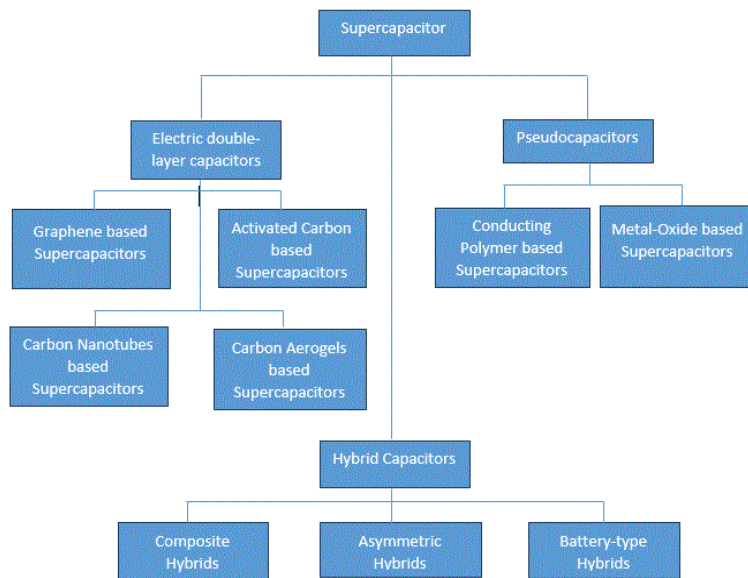 Supercapacitor
Electric double-
layer capacitors
Pseudocapacitors
Graphene based
Supercapacitors
Activated Carbon
based
Supercapacitors
Conducting
Polymer based
Supercapacitors
Metal-Oxide based
Supercapacitors
Carbon Nanotubes
based
Supercapacitors
Carbon Aerogels
based
Supercapacitors
Hybrid Capacitors
Composite
Hybrids
Asymmetric Hybrids
Battery-type
Hybrids